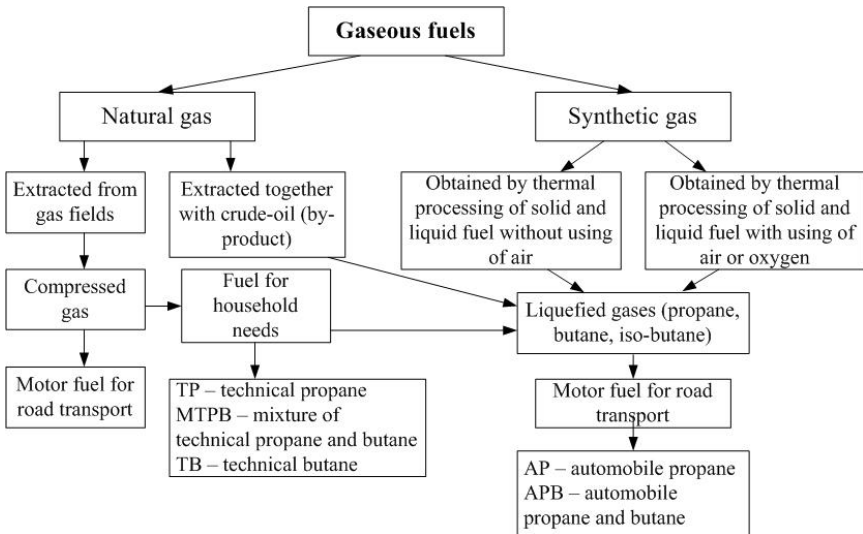 Gaseous fuels
Natural gas
Synthetic gas
Extracted from
gas fields
Extracted together
with crude-oil (by-
product)
Obtained by thermal
processing of solid and
liquid fuel without using
of air
Obtained by thermal
processing of solid and
liquid fuel with using of
air or oxygen
Compressed
gas
Fuel for
household
needs
Liquefied gases (propane,
butane, iso-butane)
Motor fuel for
road transport
TP – technical propane
MTPB – mixture of
technical propane and butane
TB – technical butane
Motor fuel for road
transport
AP – automobile propane
APB – automobile
propane and butane